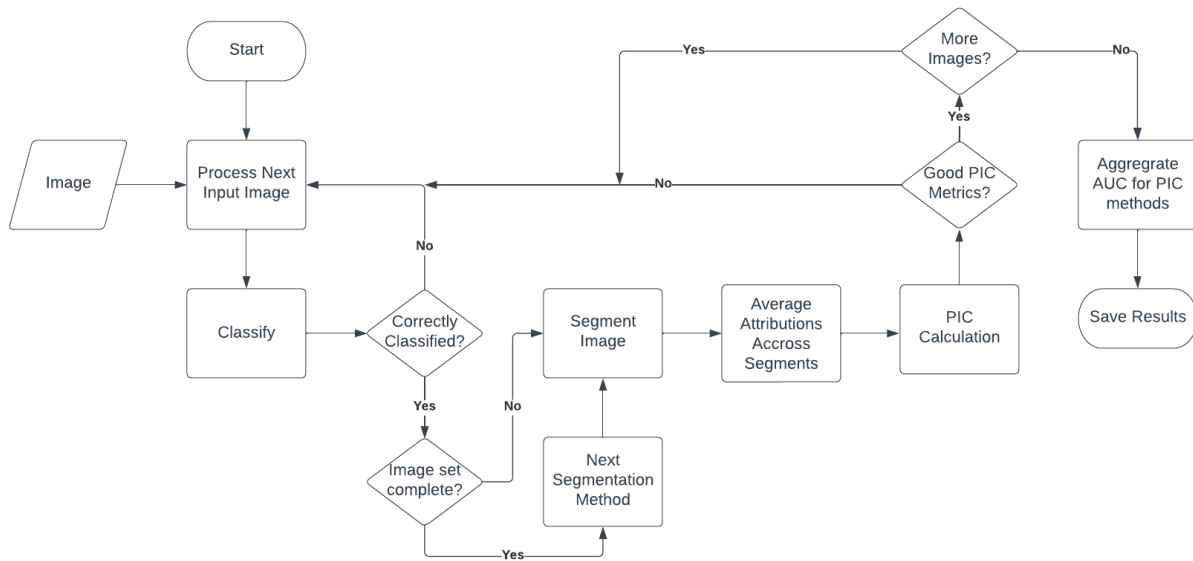 Start
More
Images?
Yes
No
Yes
Image
Process Next
Input Image
Good PIC
Metrics?
No
Aggregrate
AUC for PIC
methods
No
Classify
Correctly
Classified?
Segment
Image
Average
Attributions
Accross
Segments
PIC
Calculation
Save Results
Yes
No
Image set
complete?
Next
Segmentation
Method
Yes